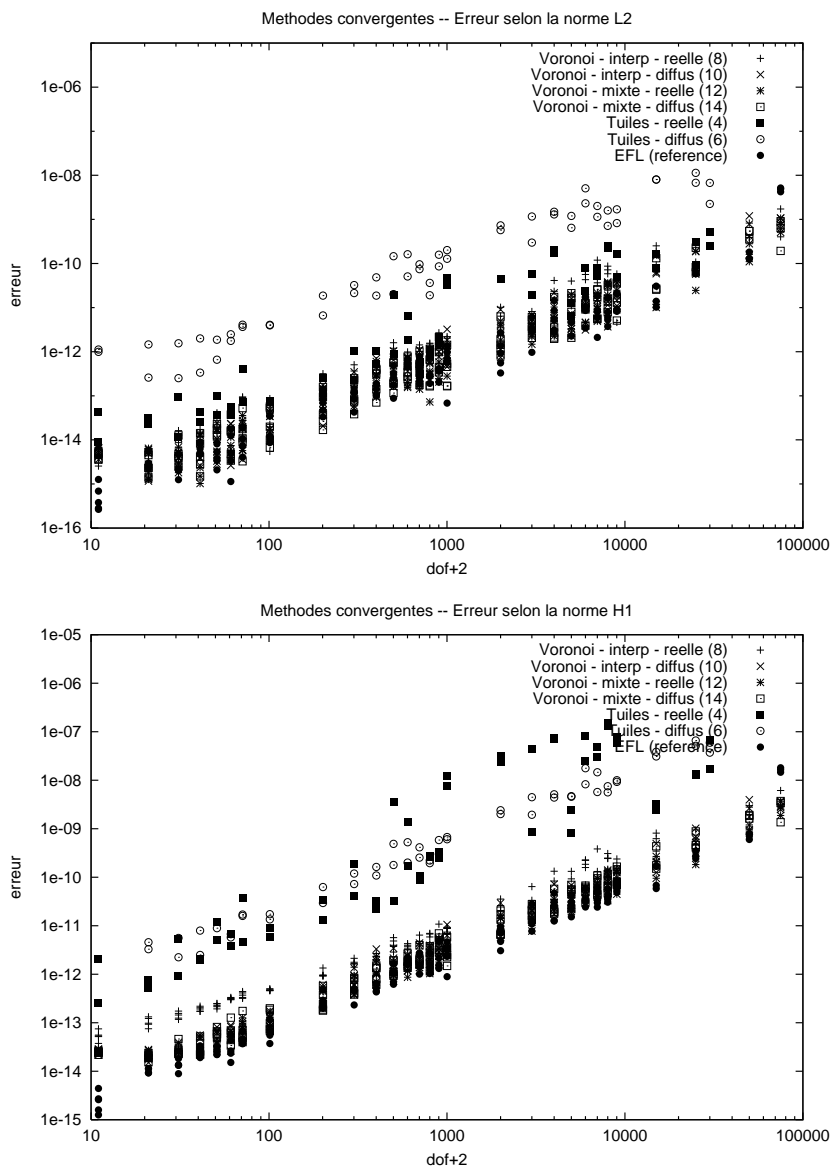 Methodes convergentes -- Erreur selon la norme L2
1e-06
1e-08
1e-10
1e-12
1e-14
1e-16
10
100
1000
10000
100000
erreur
dof+2
Voronoi - interp - reelle (8)
Voronoi - interp - diffus (10)
Voronoi - mixte - reelle (12)
Voronoi - mixte - diffus (14)
Tuiles - reelle (4)
Tuiles - diffus (6)
EFL (reference)
Methodes convergentes -- Erreur selon la norme H1
1e-05
1e-06
1e-07
1e-08
1e-09
1e-10
1e-11
1e-12
1e-13
1e-14
1e-15
10
100
1000
10000
100000
erreur
dof+2
Voronoi - interp - reelle (8)
Voronoi - interp - diffus (10)
Voronoi - mixte - reelle (12)
Voronoi - mixte - diffus (14)
Tuiles - reelle (4)
Tuiles - diffus (6)
EFL (reference)